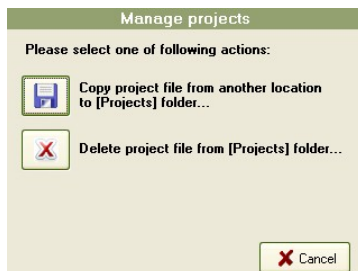 Manage projects
Please select one of following actions:
Copy project file from another location
to [Projects] folder...
Delete project file from [Projects] folder...
Cancel